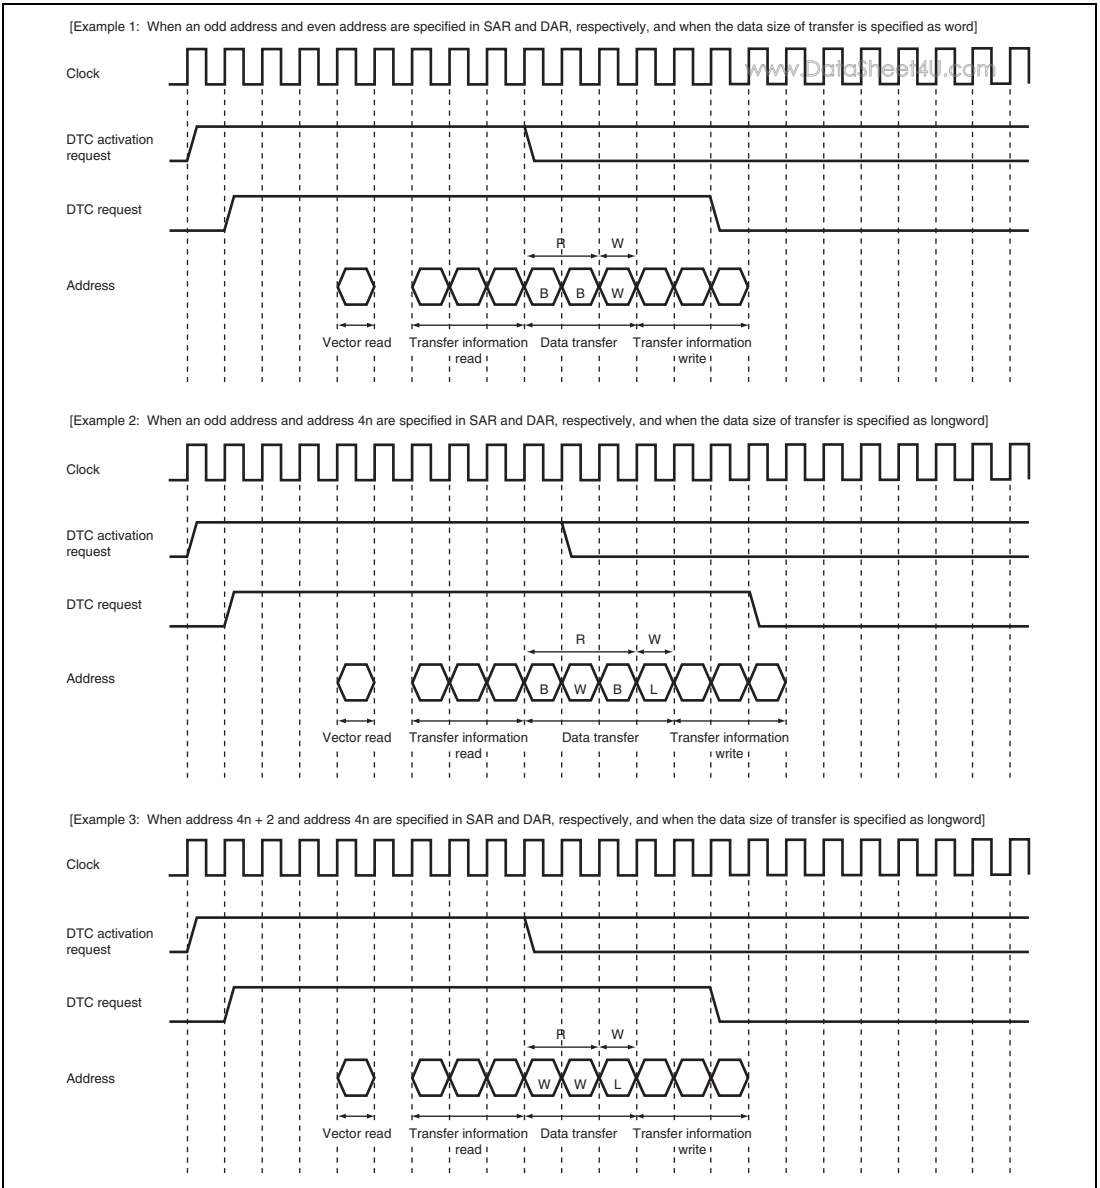 [Example 1: When an odd address and even address are specified in SAR and DAR, respectively, and when the data size of transfer is specified as word]
www.DataSheet4U.com
Clock
DTC activation
request
DTC request
R W
Address
B B W
Vector read Transfer information Data transfer Transfer information
read write
[Example 2: When an odd address and address 4n are specified in SAR and DAR, respectively, and when the data size of transfer is specified as longword]
Clock
DTC activation
request
DTC request
R W
Address
B W B L
Vector read Transfer information Data transfer Transfer information
read write
[Example 3: When address 4n + 2 and address 4n are specified in SAR and DAR, respectively, and when the data size of transfer is specified as longword]
Clock
DTC activation
request
DTC request
R W
Address
W W L
Vector read Transfer information Data transfer Transfer information
read write